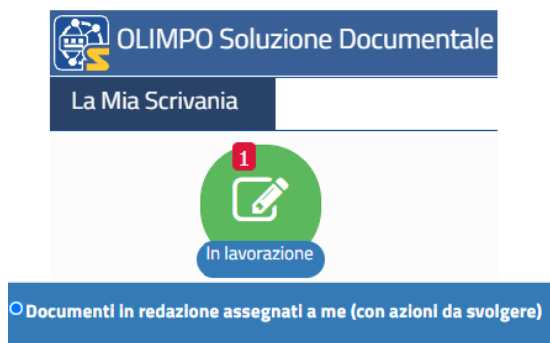 OLIMPO Soluzione Documentale
La Mia Scrivania
1
In lavorazione
Documenti in redazione assegnati a me (con azioni da svolgere)